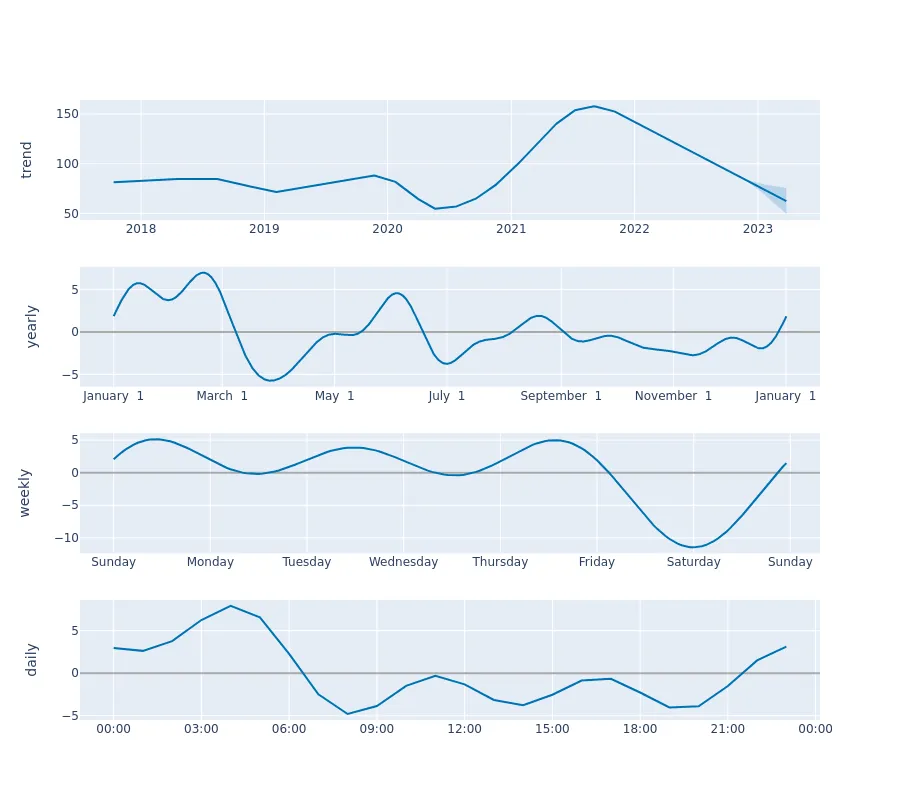 trend
150
100
50
2018 2019 2020 2021 2022 2023
yearly
5
0
−5
January 1 March 1 May 1 July 1 September 1 November 1 January 1
weekly
5
0
−5
−10
Sunday Monday Tuesday Wednesday Thursday Friday Saturday Sunday
daily
5
0
−5
00:00 03:00 06:00 09:00 12:00 15:00 18:00 21:00 00:00